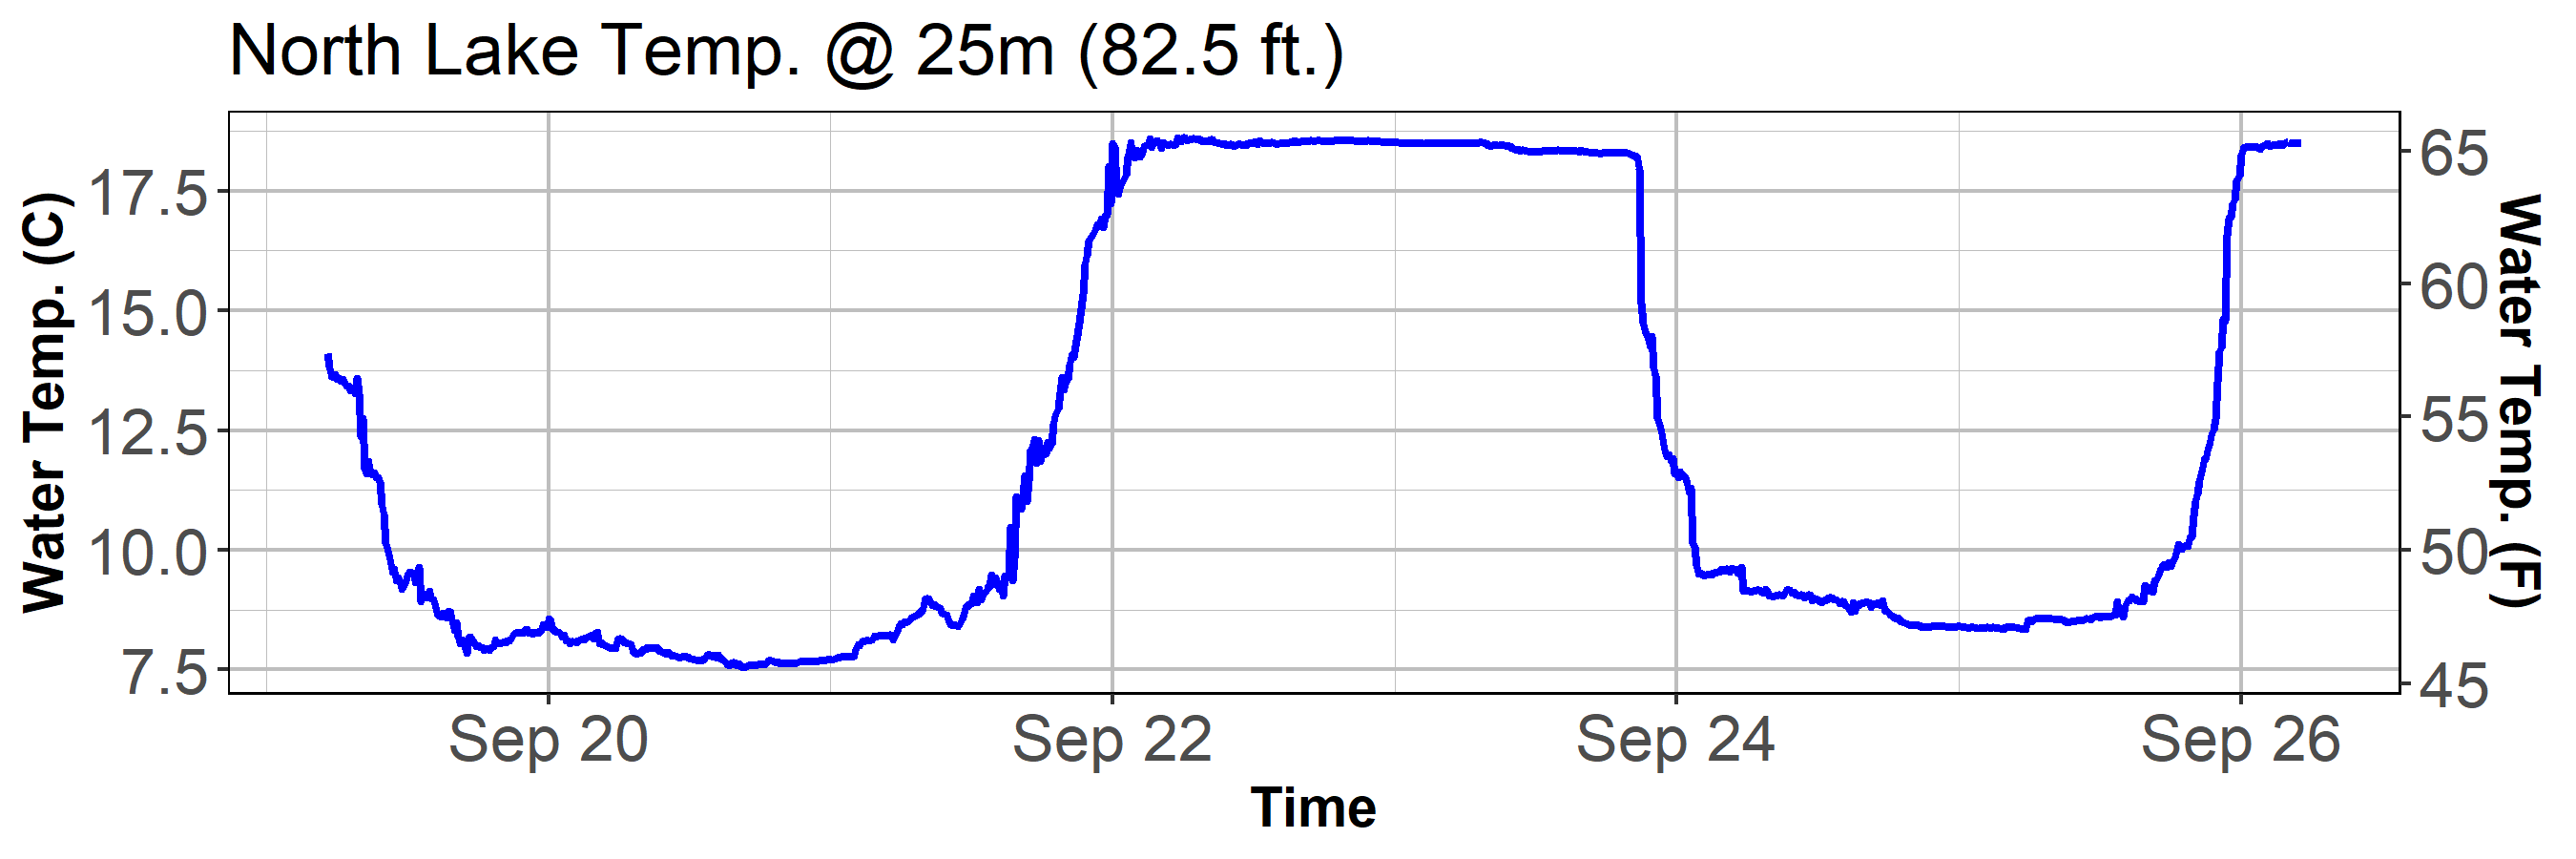 North Lake Temp. @ 25m (82.5 ft.)
Water Temp. (C)
17.5
15.0
12.5
10.0
7.5
65
60
55
50
45
Water Temp. (F)
Sep 20 Sep 22 Sep 24 Sep 26
Time